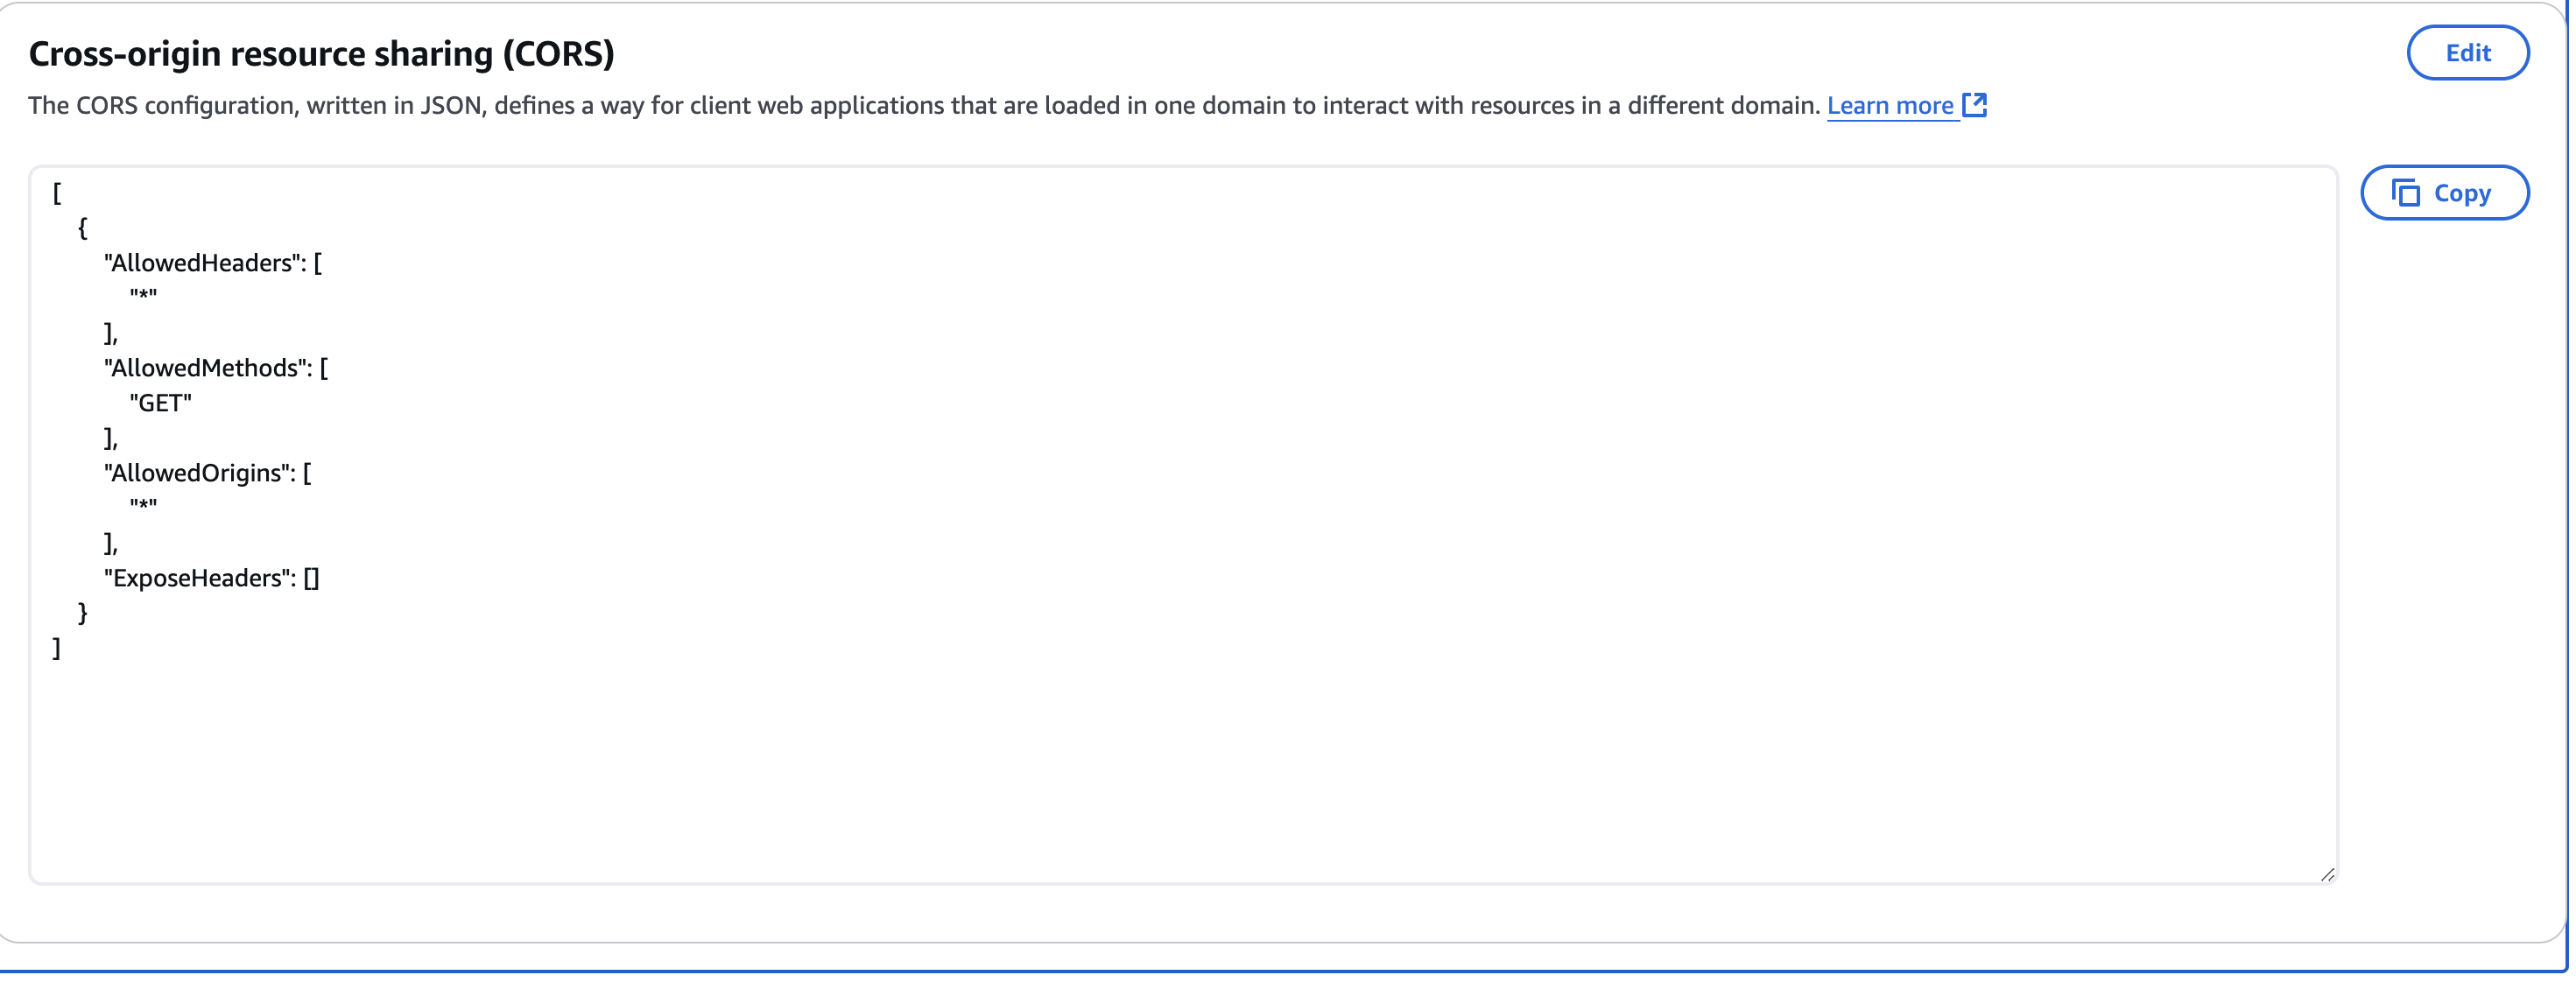 Cross-origin resource sharing (CORS)
Edit
The CORS configuration, written in JSON, defines a way for client web applications that are loaded in one domain to interact with resources in a different domain. Learn more
Copy
[
  {
    "AllowedHeaders": [
      "*"
    ],
    "AllowedMethods": [
      "GET"
    ],
    "AllowedOrigins": [
      "*"
    ],
    "ExposeHeaders": []
  }
]